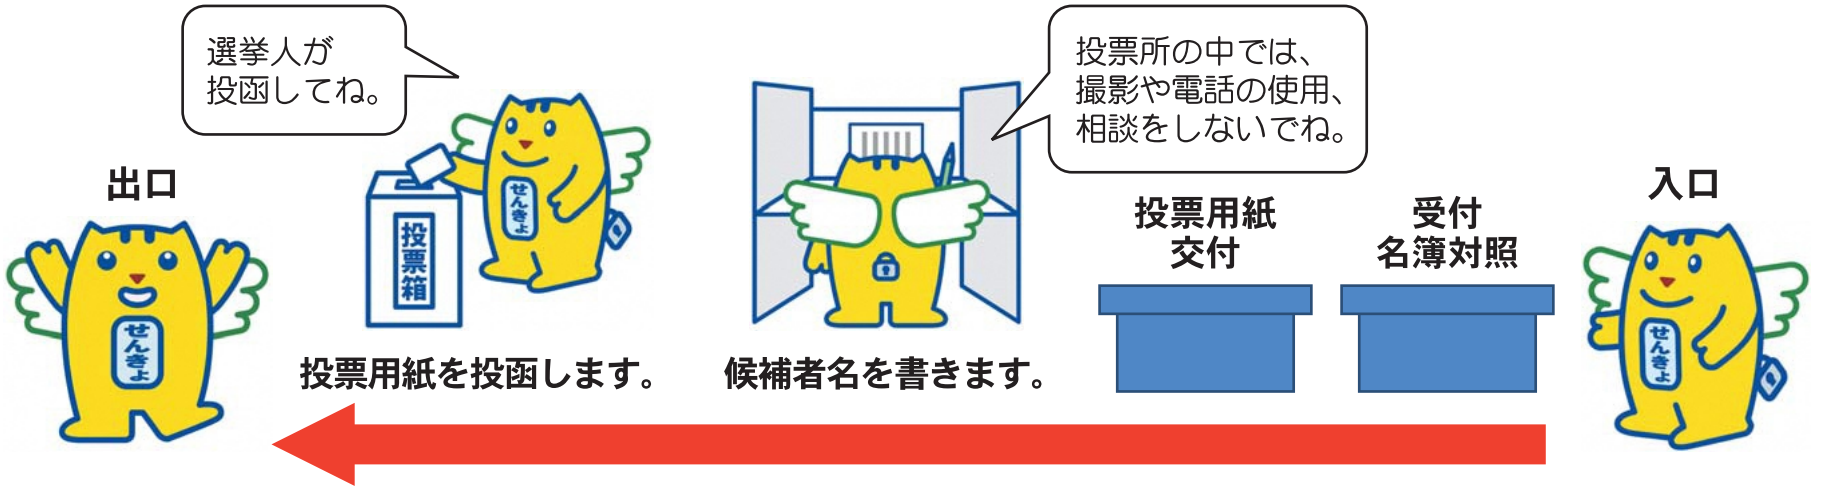 選挙人が
投函してね。
投票所の中では、
撮影や電話の使用、
相談をしないでね。
出口
せんきょ
投票箱
せんきょ
投票用紙
交付
受付
名簿対照
入口
せんきょ
投票用紙を投函します。
候補者名を書きます。